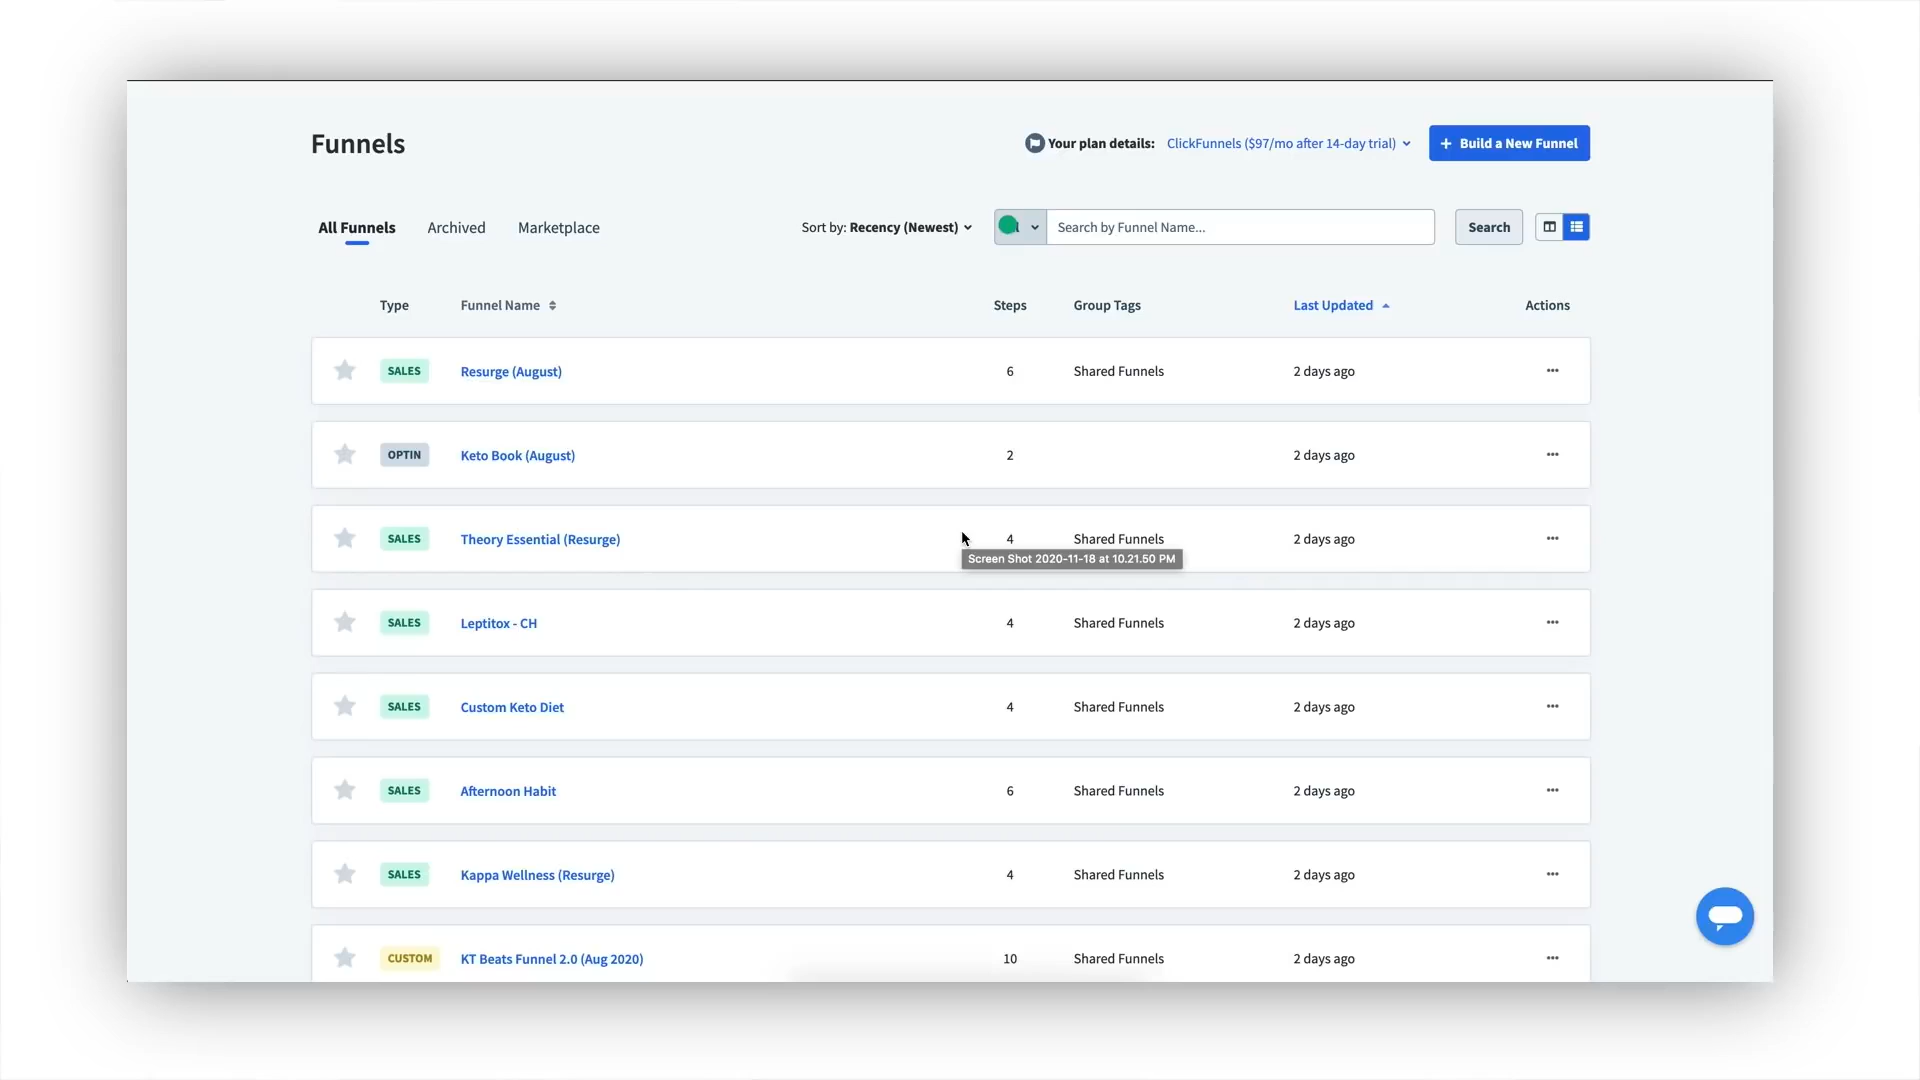 Funnels
Your plan details: ClickFunnels ($97/mo after 14-day trial)
+ Build a New Funnel
All Funnels Archived Marketplace
Sort by: Recency (Newest)
Search by Funnel Name...
Search
Type Funnel Name Steps Group Tags Last Updated Actions
SALES Resurge (August) 6 Shared Funnels 2 days ago
OPTIN Keto Book (August) 2 2 days ago
SALES Theory Essential (Resurge) 4 Shared Funnels 2 days ago
Screen Shot 2020-11-18 at 10.21.50 PM
SALES Leptitox - CH 4 Shared Funnels 2 days ago
SALES Custom Keto Diet 4 Shared Funnels 2 days ago
SALES Afternoon Habit 6 Shared Funnels 2 days ago
SALES Kappa Wellness (Resurge) 4 Shared Funnels 2 days ago
CUSTOM KT Beats Funnel 2.0 (Aug 2020) 10 Shared Funnels 2 days ago